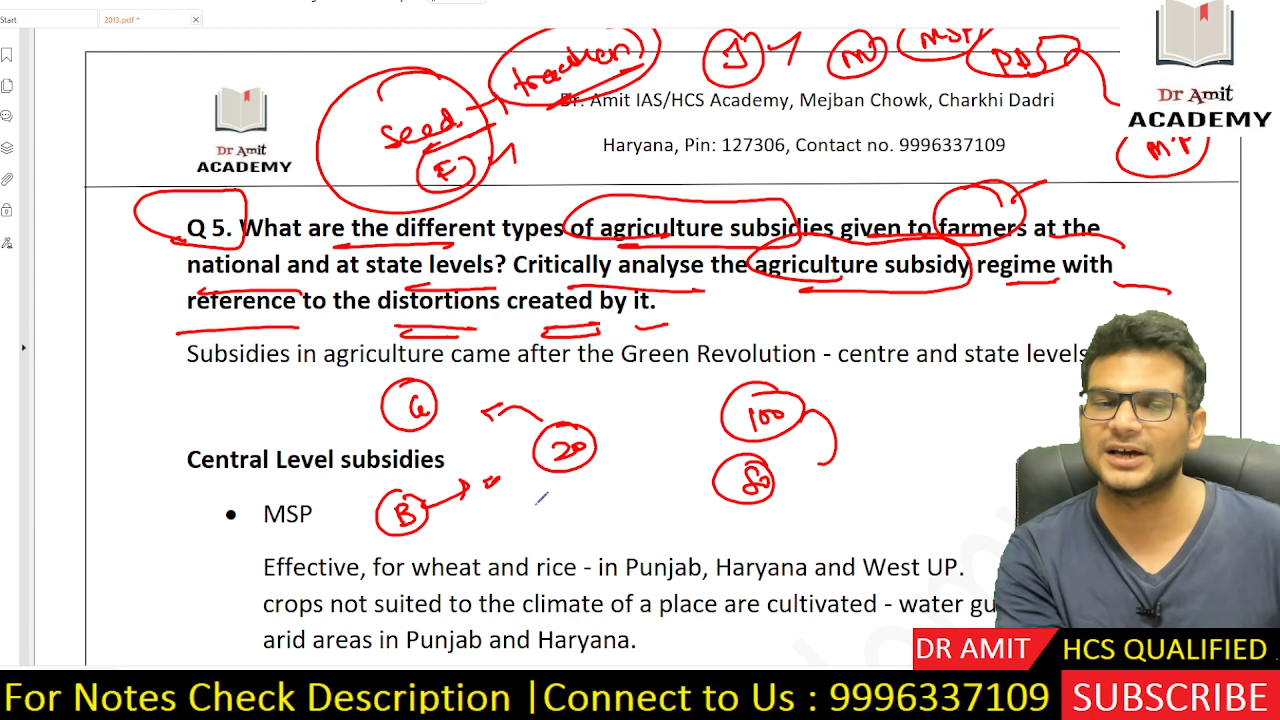 Start
2013.pdf *
Dr Amit
ACADEMY
Seed
traction
F
J
M
MSP
PDS
M.P
Dr. Amit IAS/HCS Academy, Mejban Chowk, Charkhi Dadri
Haryana, Pin: 127306, Contact no. 9996337109
Dr Amit
ACADEMY
Q 5. What are the different types of agriculture subsidies given to farmers at the
national and at state levels? Critically analyse the agriculture subsidy regime with
reference to the distortions created by it.
Subsidies in agriculture came after the Green Revolution - centre and state levels
G
20
100
80
Central Level subsidies
• MSP
B
Effective, for wheat and rice - in Punjab, Haryana and West UP.
crops not suited to the climate of a place are cultivated - water gu
arid areas in Punjab and Haryana.
DR AMIT HCS QUALIFIED
For Notes Check Description |Connect to Us : 9996337109 SUBSCRIBE